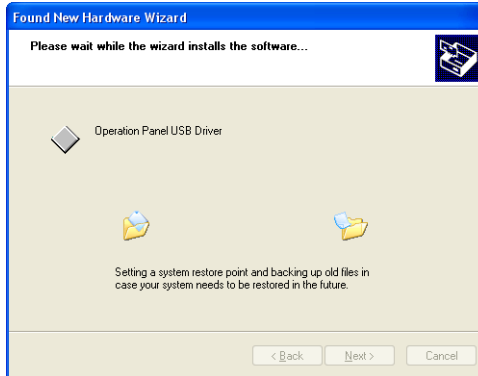 Found New Hardware Wizard
Please wait while the wizard installs the software...
Operation Panel USB Driver
Setting a system restore point and backing up old files in
case your system needs to be restored in the future.
< Back
Next >
Cancel